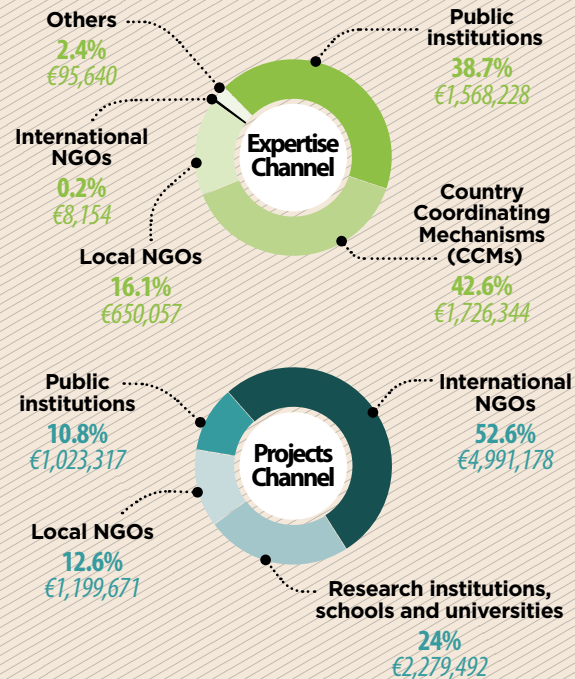 Others
2.4%
€95,640
International
NGOs
0.2%
€8,154
Local NGOs
16.1%
€650,057
Expertise
Channel
Public
institutions
38.7%
€1,568,228
Country
Coordinating
Mechanisms
(CCMs)
42.6%
€1,726,344
Public
institutions
10.8%
€1,023,317
Local NGOs
12.6%
€1,199,671
Projects
Channel
International
NGOs
52.6%
€4,991,178
Research institutions,
schools and universities
24%
€2,279,492